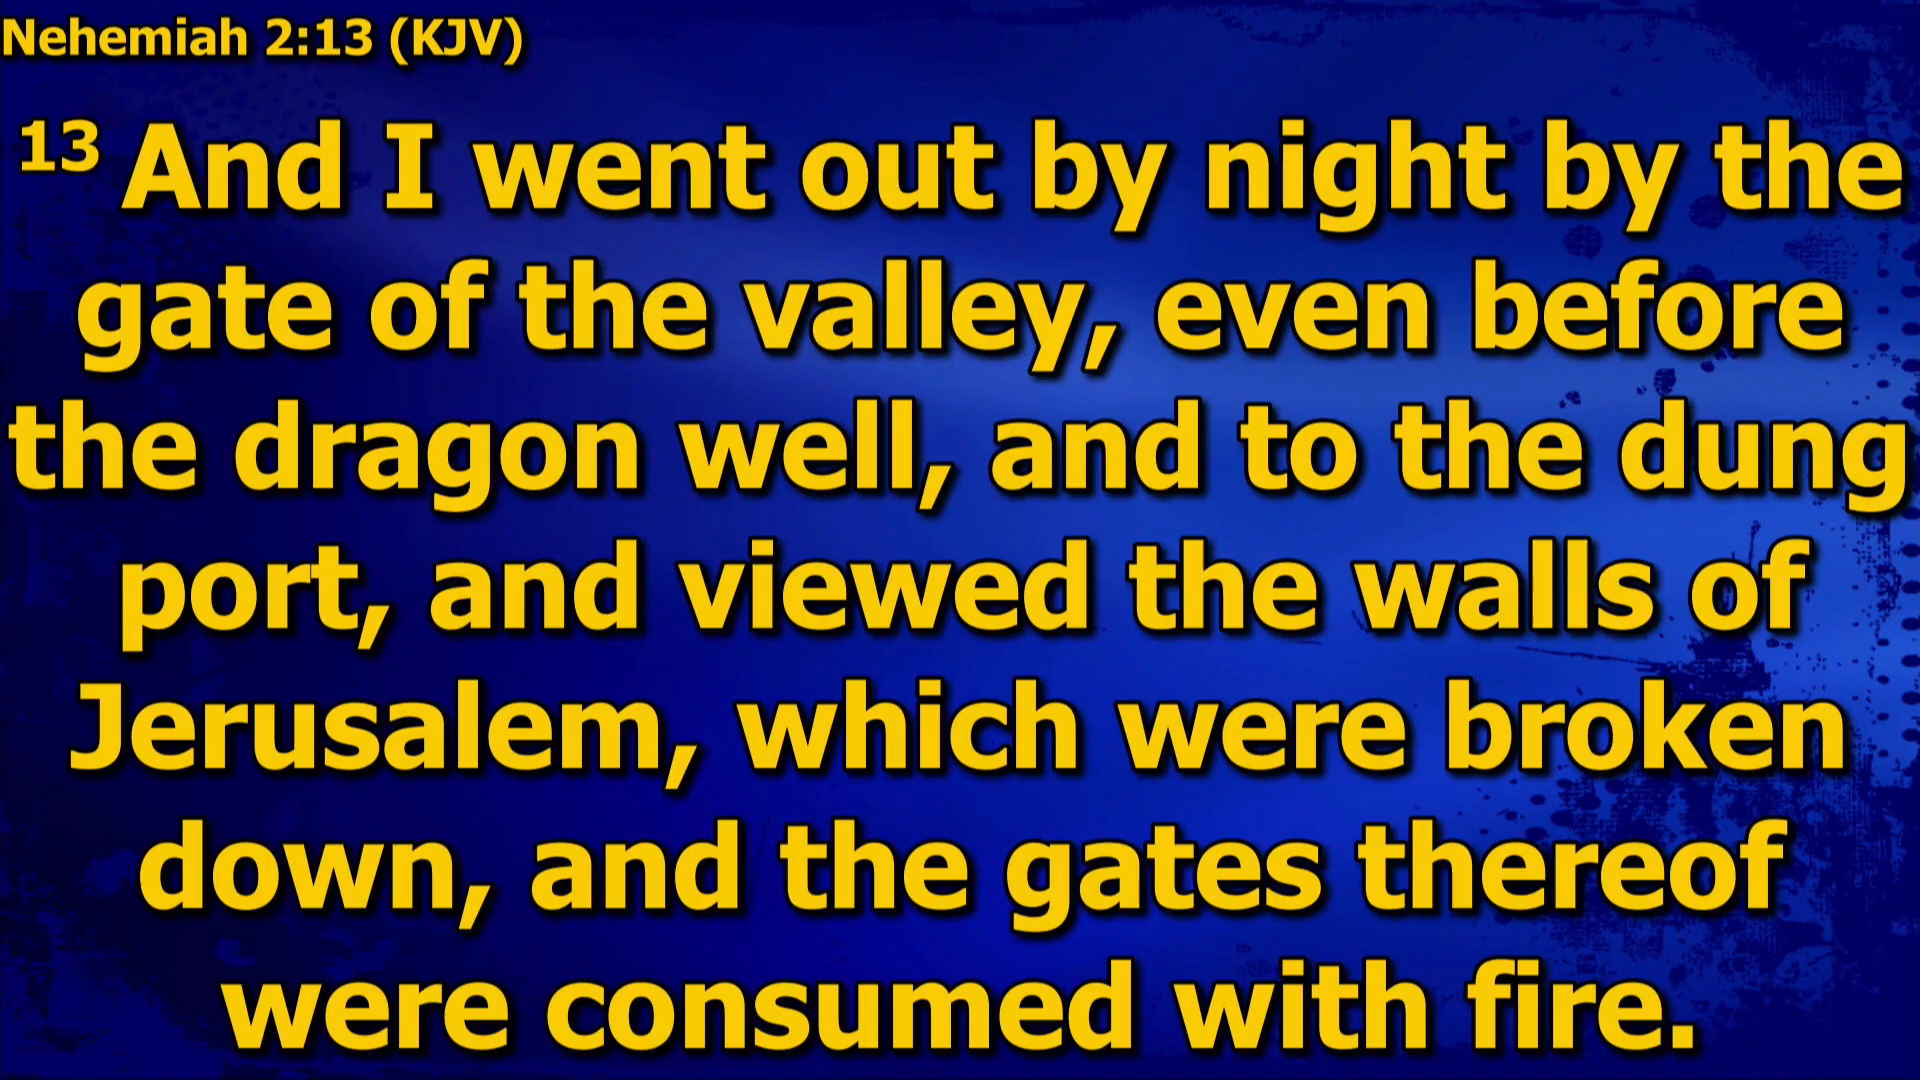 Nehemiah 2:13 (KJV)
13 And I went out by night by the
gate of the valley, even before
the dragon well, and to the dung
port, and viewed the walls of
Jerusalem, which were broken
down, and the gates thereof
were consumed with fire.